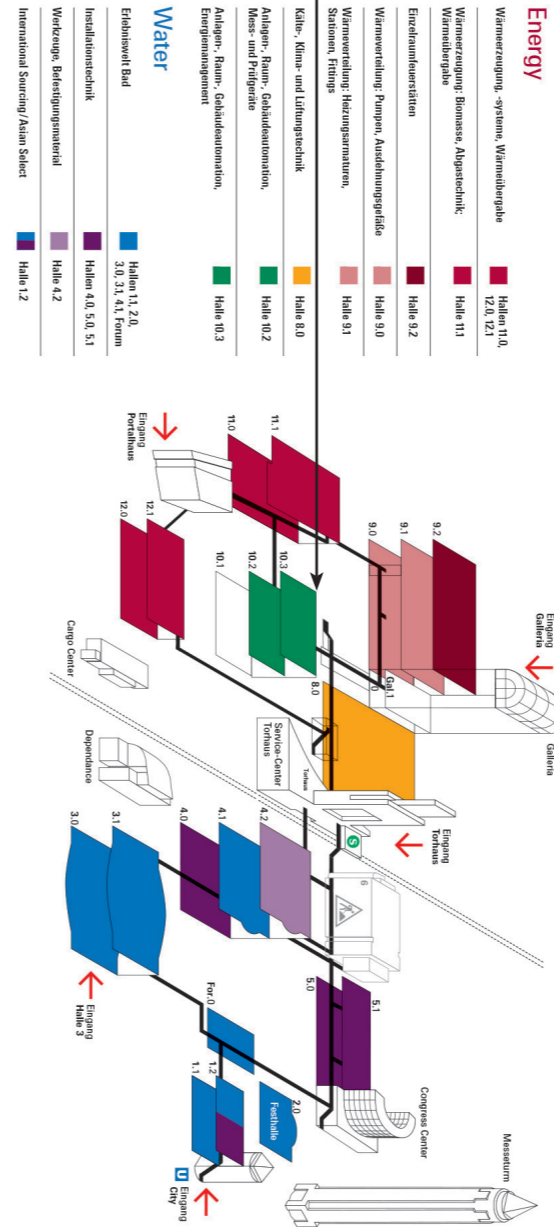 Energy
Wärmeerzeugung, -systeme, Wärmeübergabe
Hallen 11.0,
12.0, 12.1
Wärmeerzeugung: Biomasse, Abgastechnik;
Wärmeübergabe
Halle 11.1
Einzelraumfeuerstätten
Halle 9.2
Wärmeverteilung: Pumpen, Ausdehnungsgefäße
Halle 9.0
Wärmeverteilung: Heizungsarmaturen,
Stationen, Fittings
Halle 9.1
Kälte-, Klima- und Lüftungstechnik
Halle 8.0
Anlagen-, Raum-, Gebäudeautomation,
Mess- und Prüfgeräte
Halle 10.2
Anlagen-, Raum-, Gebäudeautomation,
Energiemanagement
Halle 10.3
Water
Erlebniswelt Bad
Hallen 1.1, 2.0,
3.0, 3.1, 4.1, Forum
Installationstechnik
Hallen 4.0, 5.0, 5.1
Werkzeuge, Befestigungsmaterial
Halle 4.2
International Sourcing/Asian Select
Halle 1.2
Eingang
Portalhaus
11.0
11.1
12.0
12.1
10.1
10.2
10.3
9.0
9.1
9.2
Eingang
Galleria
Galleria
Gal.1
8.0
Cargo Center
Dependance
Service-Center
Torhaus
Torhaus
Eingang
Torhaus
S
6
3.0
3.1
4.0
4.1
4.2
5.0
5.1
Congress Center
Eingang
Halle 3
For.0
1.1
1.2
2.0
Festhalle
U
Eingang
City
Messeturm